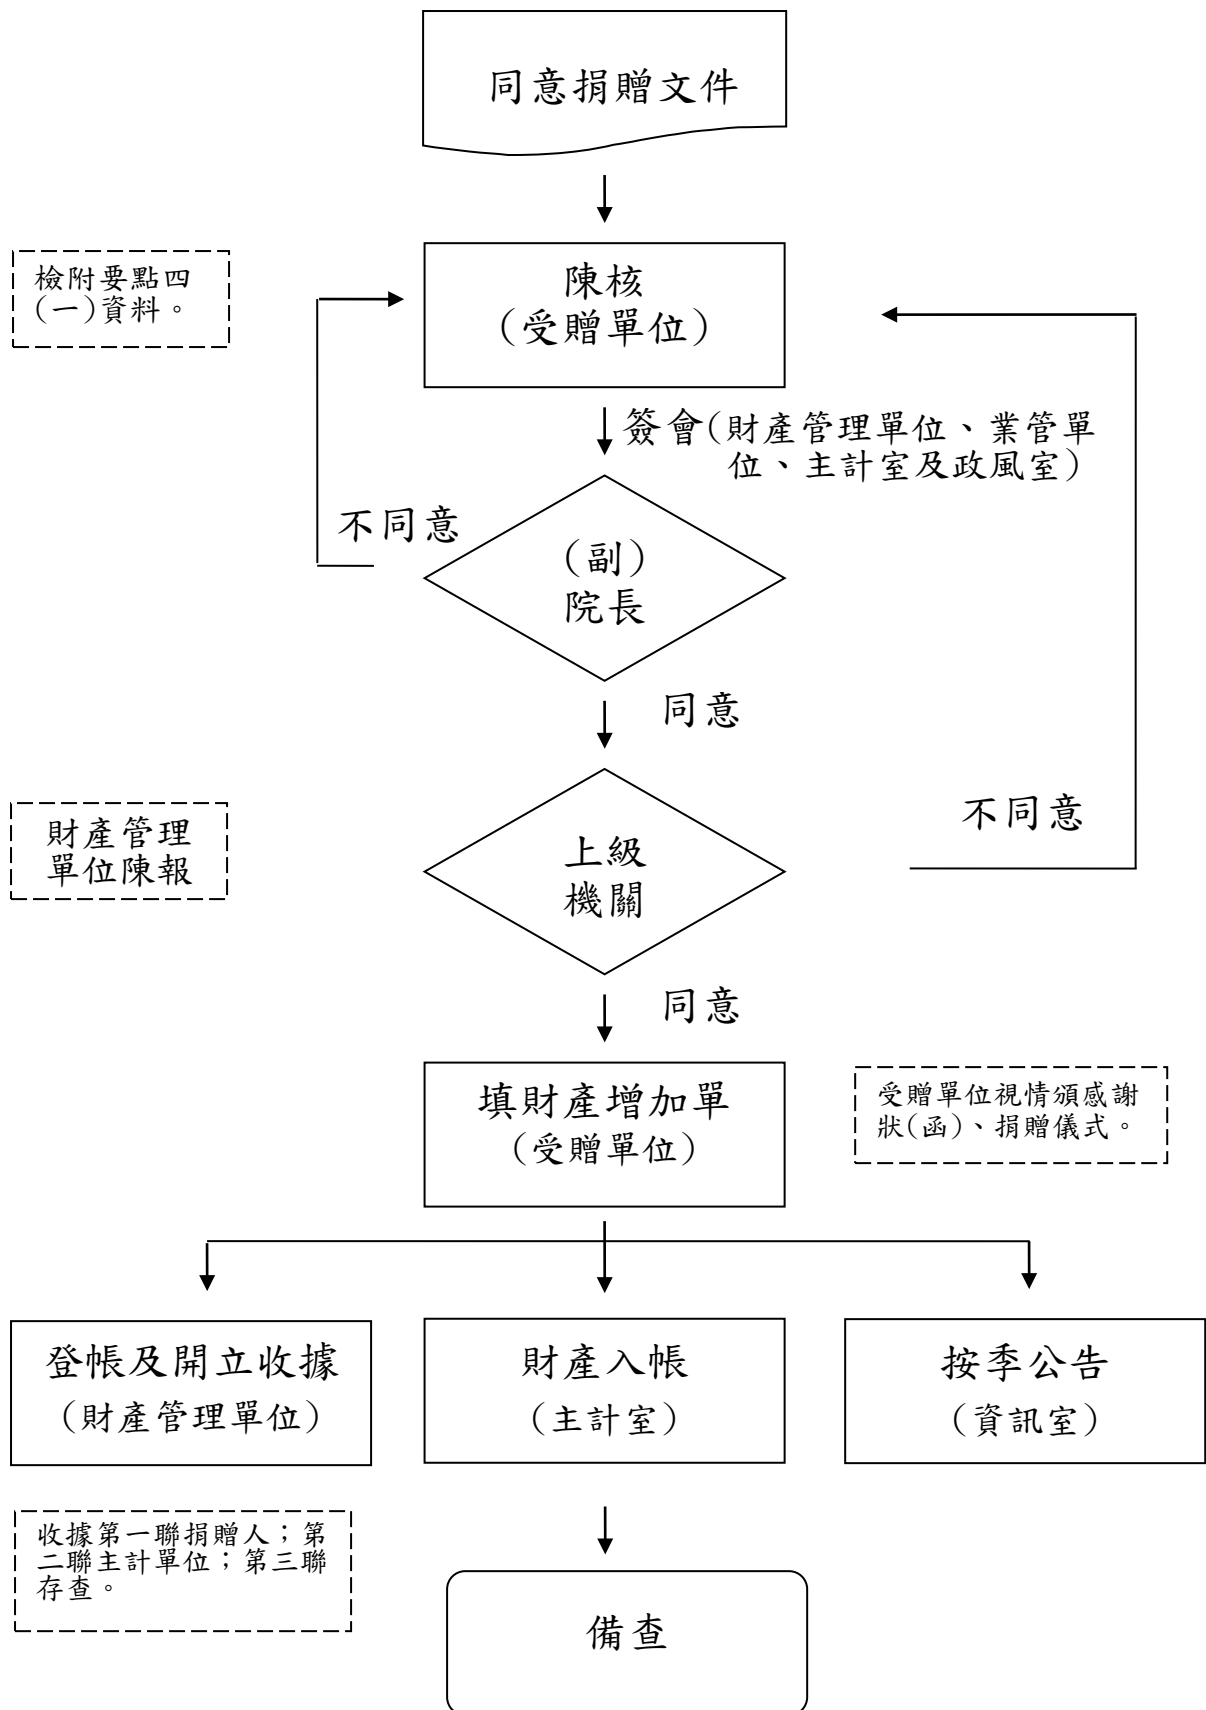 同意捐贈文件
檢附要點四
(一)資料。
陳核
(受贈單位)
簽會(財產管理單位、業管單
位、主計室及政風室)
不同意
(副)
院長
同意
財產管理
單位陳報
上級
機關
不同意
同意
填財產增加單
(受贈單位)
受贈單位視情頒感謝
狀(函)、捐贈儀式。
登帳及開立收據
(財產管理單位)
財產入帳
(主計室)
按季公告
(資訊室)
收據第一聯捐贈人；第
二聯主計單位；第三聯
存查。
備查